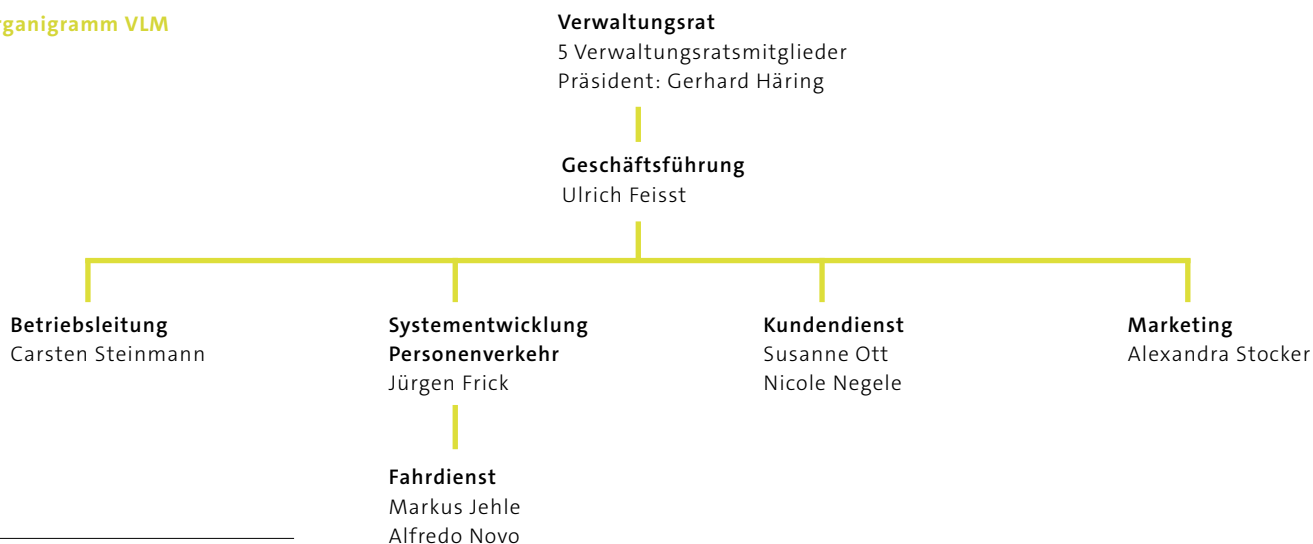 rganigramm VLM
Verwaltungsrat
5 Verwaltungsratsmitglieder
Präsident: Gerhard Häring
Geschäftsführung
Ulrich Feisst
Betriebsleitung
Carsten Steinmann
Systementwicklung
Personenverkehr
Jürgen Frick
Kundendienst
Susanne Ott
Nicole Negele
Marketing
Alexandra Stocker
Fahrdienst
Markus Jehle
Alfredo Novo